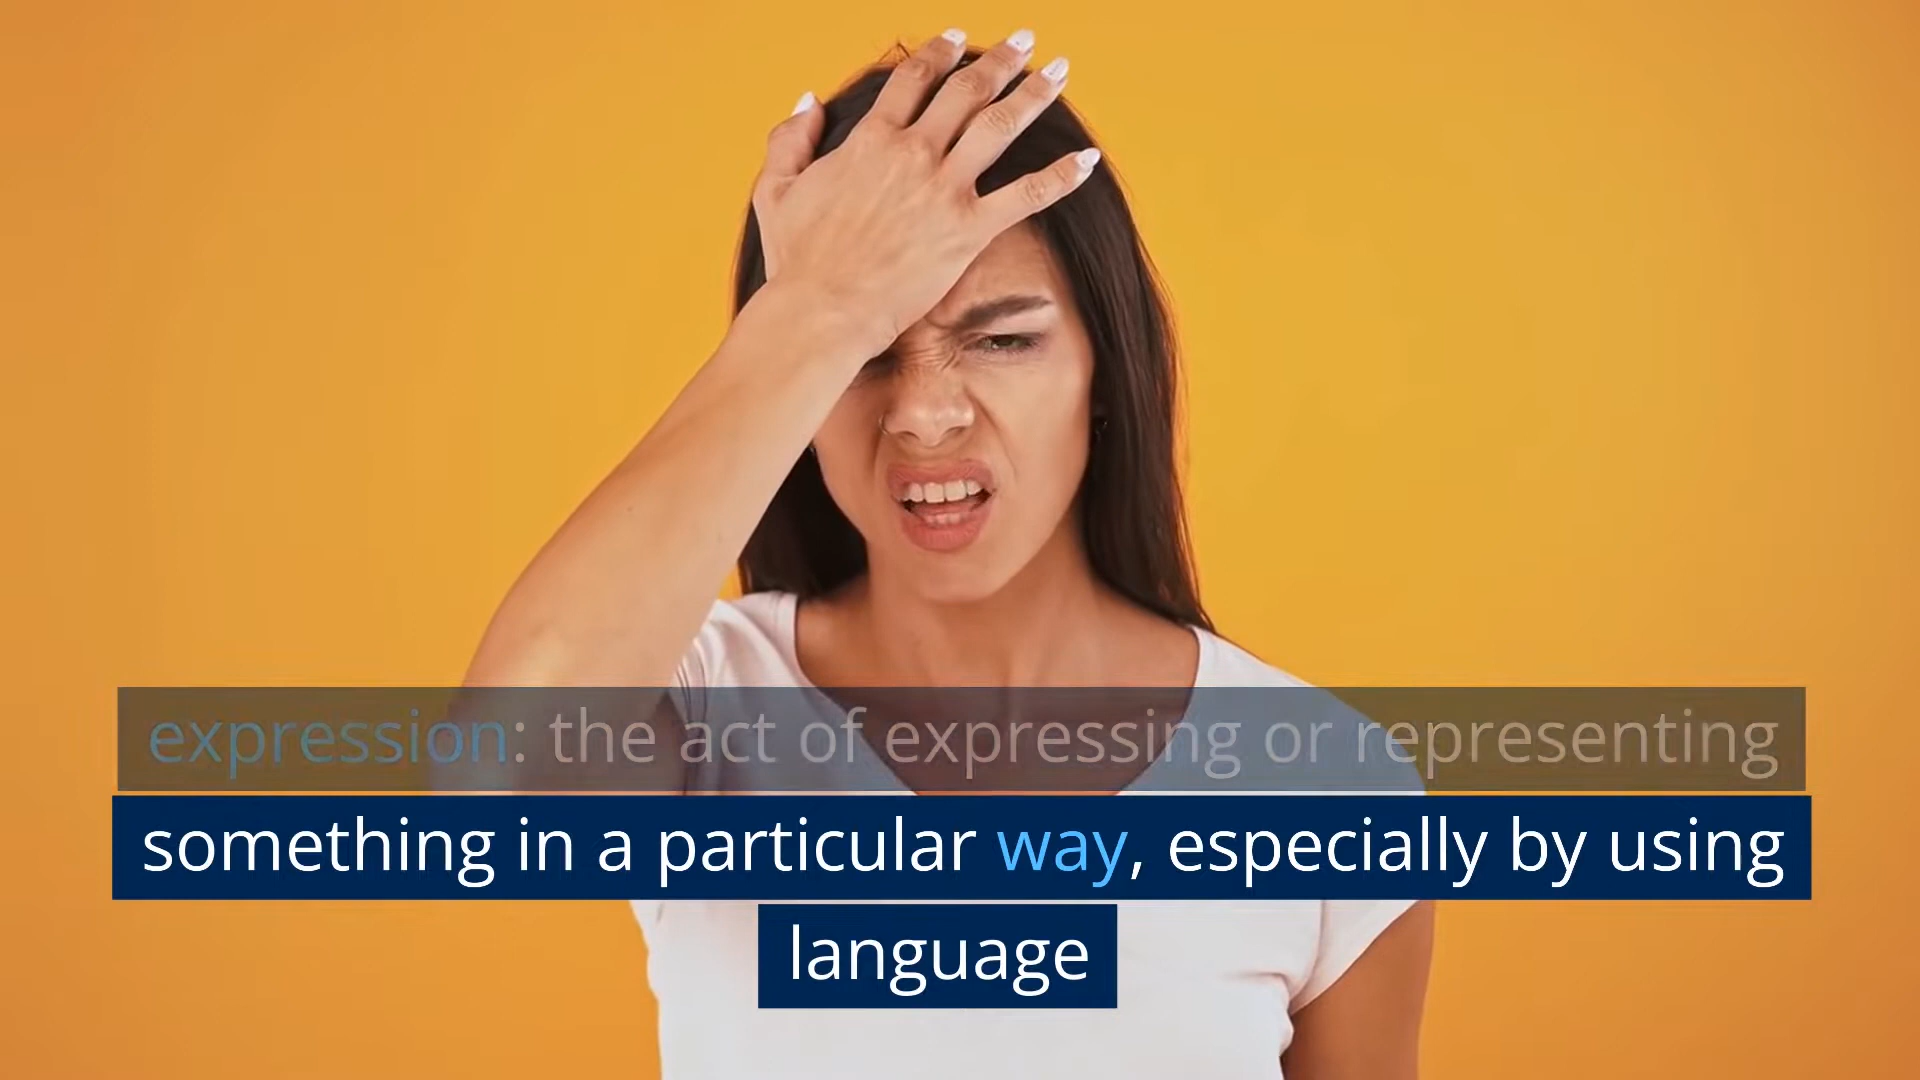 expression: the act of expressing or representing
something in a particular way, especially by using
language